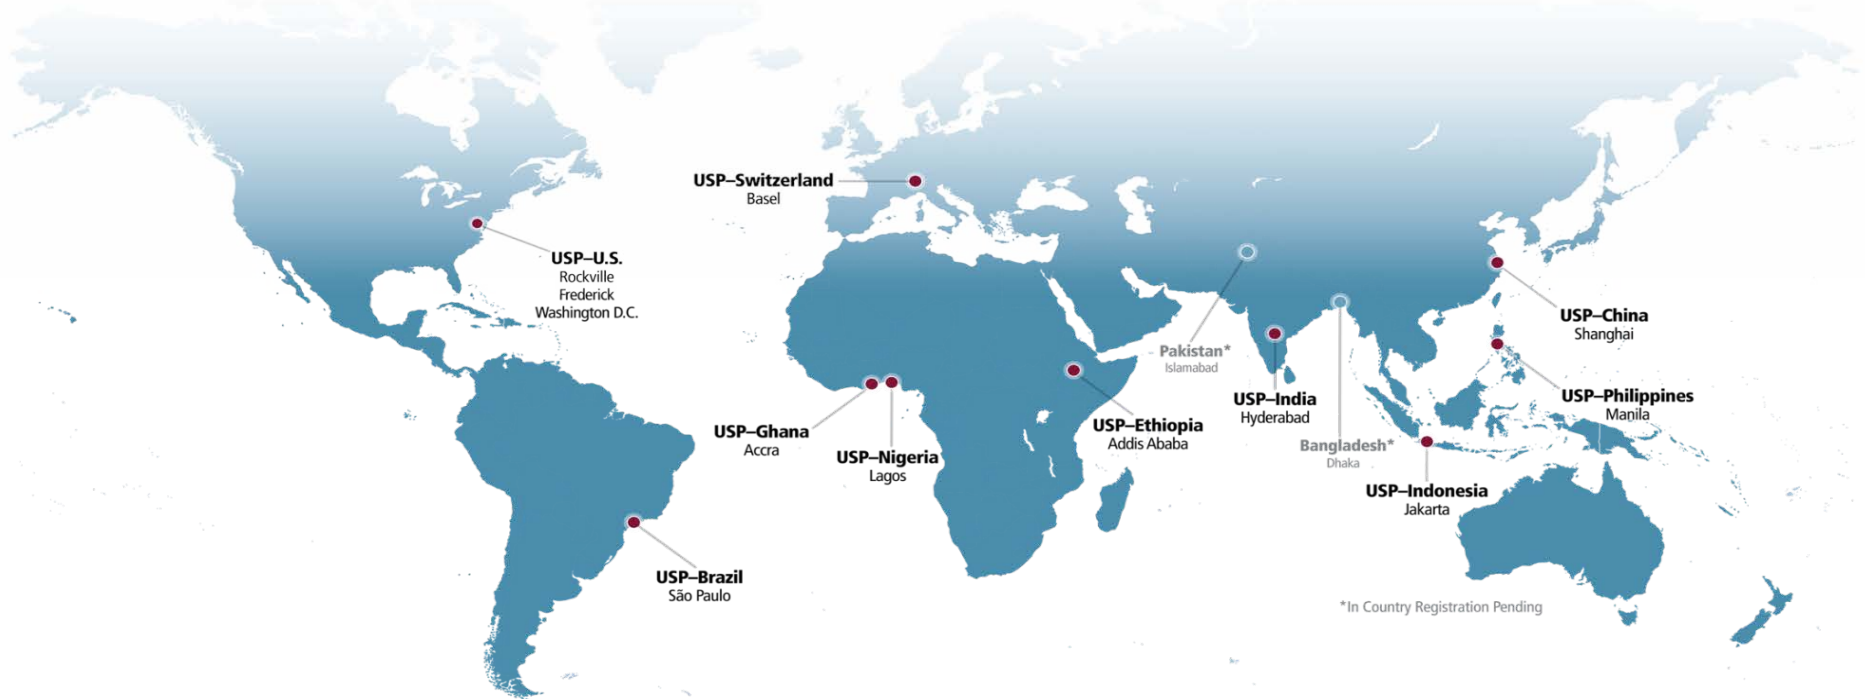 USP–Switzerland
Basel
USP–U.S.
Rockville
Frederick
Washington D.C.
USP–China
Shanghai
Pakistan*
Islamabad
USP–India
Hyderabad
USP–Philippines
Manila
USP–Ghana
Accra
USP–Nigeria
Lagos
USP–Ethiopia
Addis Ababa
Bangladesh*
Dhaka
USP–Indonesia
Jakarta
USP–Brazil
São Paulo
*In Country Registration Pending